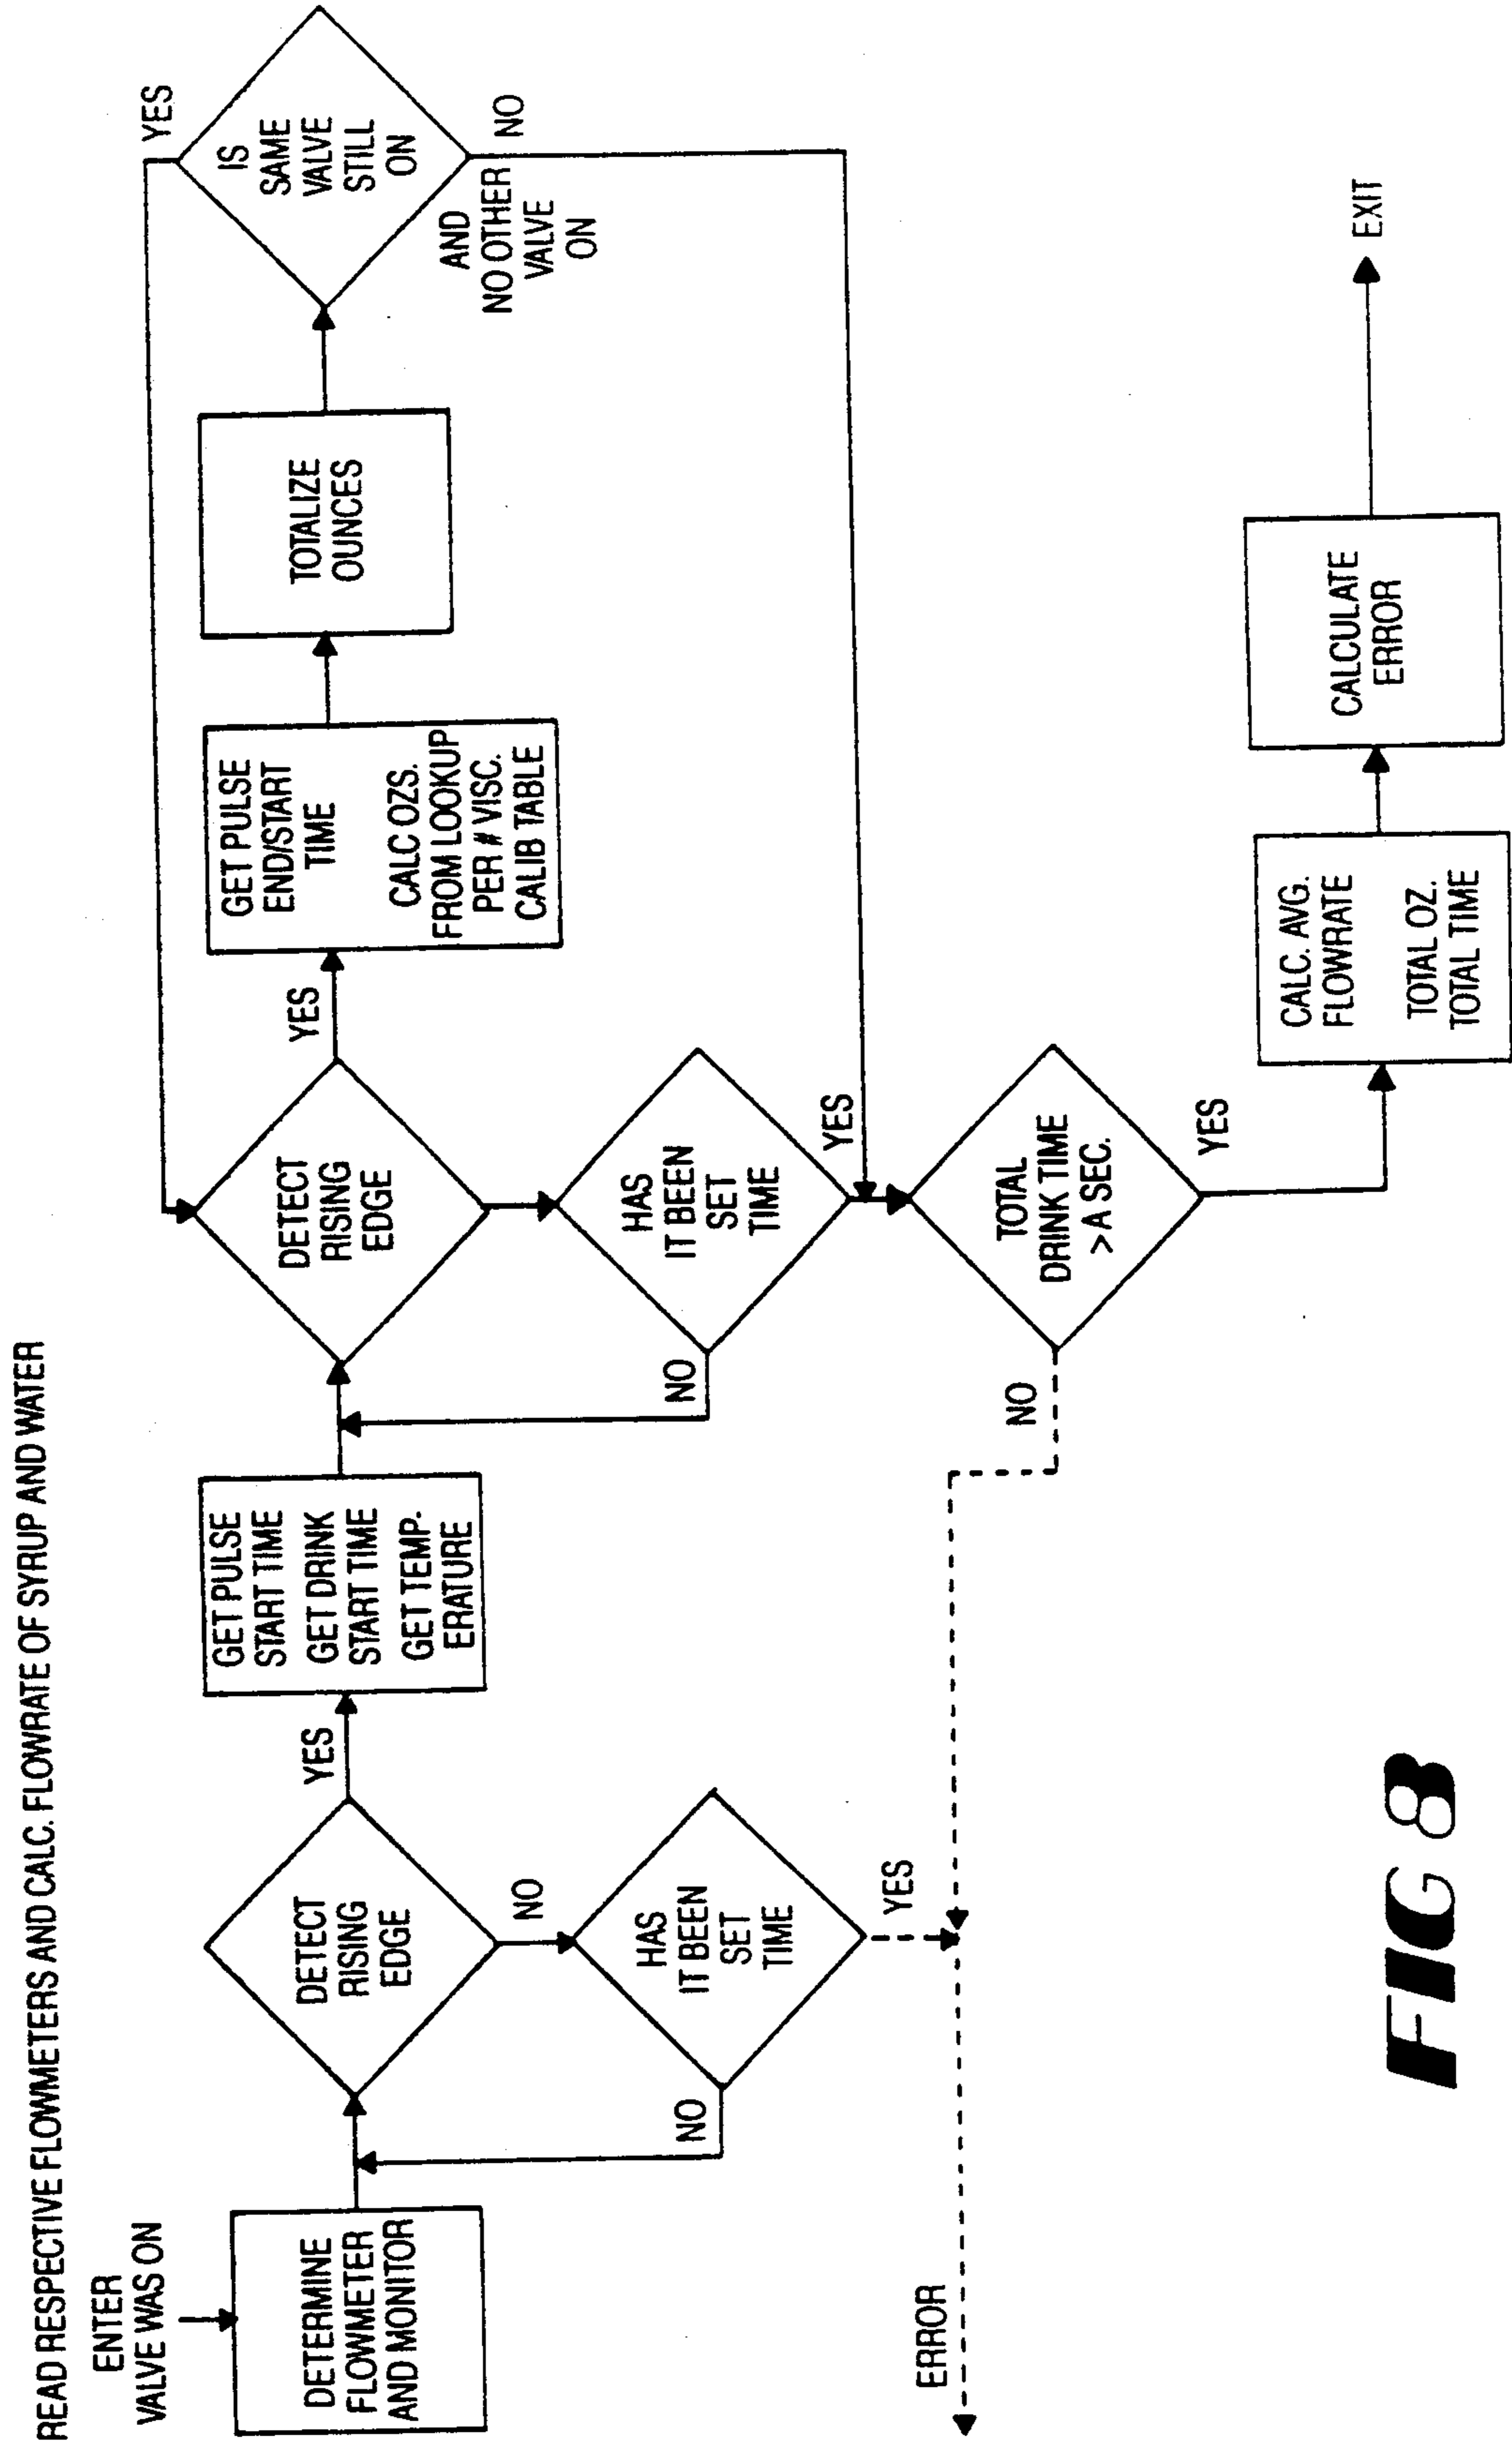 READ RESPECTIVE FLOWMETERS AND CALC. FLOWRATE OF SYRUP AND WATER
ENTER
VALVE WAS ON
DETERMINE
FLOWMETER
AND MONITOR
NO
DETECT
RISING
EDGE
YES
NO
HAS
IT BEEN
SET
TIME
YES
GET PULSE
START TIME
GET DRINK
START TIME
GET TEMP.
ERATURE
NO
DETECT
RISING
EDGE
YES
HAS
IT BEEN
SET
TIME
YES
GET PULSE
END/START
TIME
CALC OZS.
FROM LOOKUP
PER # VISC.
CALIB TABLE
TOTALIZE
OUNCES
IS
SAME
VALVE
STILL
ON
YES
NO
AND
NO OTHER
VALVE
ON
TOTAL
DRINK TIME
> A SEC.
NO
YES
ERROR
CALC. AVG.
FLOWRATE
TOTAL OZ.
TOTAL TIME
CALCULATE
ERROR
EXIT
FIG 8